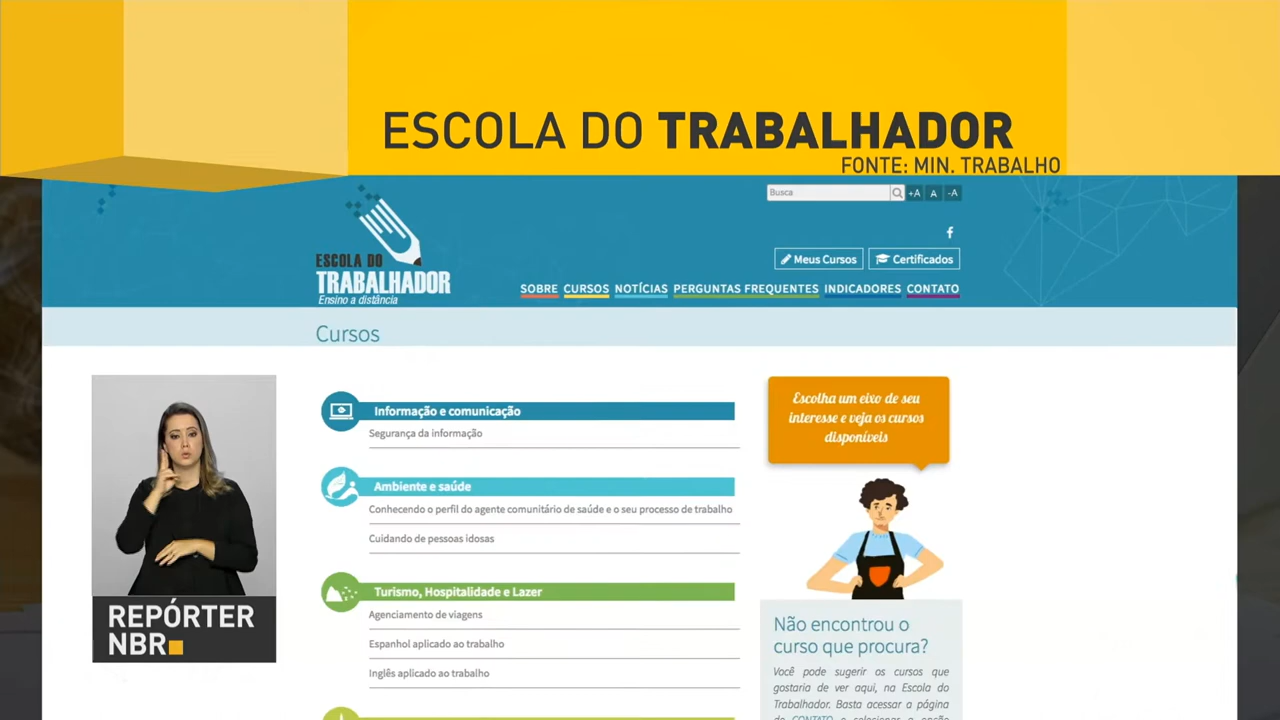 ESCOLA DO TRABALHADOR
FONTE: MIN. TRABALHO
Busca
+A
A
-A
ESCOLA DO
TRABALHADOR
Ensino a distância
f
Meus Cursos
Certificados
SOBRE CURSOS NOTÍCIAS PERGUNTAS FREQUENTES INDICADORES CONTATO
Cursos
Informação e comunicação
Segurança da informação
Ambiente e saúde
Conhecendo o perfil do agente comunitário de saúde e o seu processo de trabalho
Cuidando de pessoas idosas
Turismo, Hospitalidade e Lazer
Agenciamento de viagens
Espanhol aplicado ao trabalho
Inglês aplicado ao trabalho
Escolha um eixo de seu
interesse e veja os cursos
disponíveis
Não encontrou o
curso que procura?
Você pode sugerir os cursos que
gostaria de ver aqui, na Escola do
Trabalhador. Basta acessar a página
de CONTATO e selecionar a opção
REPÓRTER
NBR